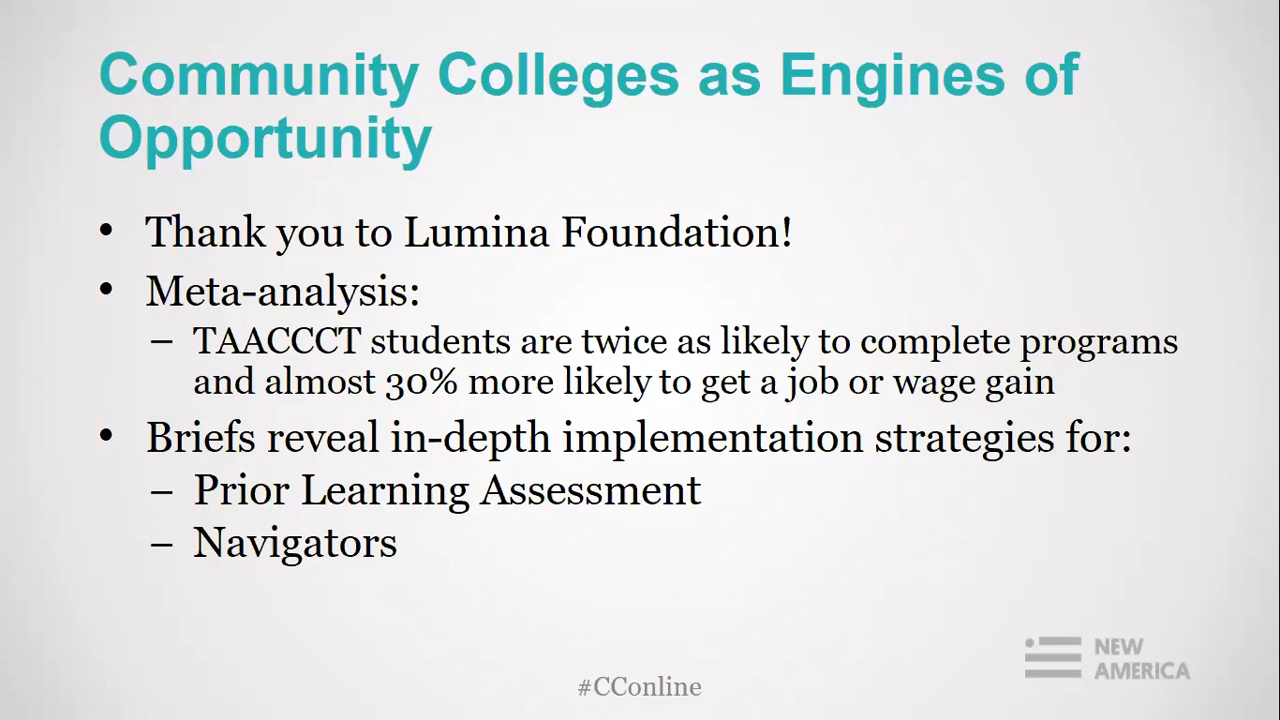 Community Colleges as Engines of
Opportunity
• Thank you to Lumina Foundation!
• Meta-analysis:
– TAACCCT students are twice as likely to complete programs
and almost 30% more likely to get a job or wage gain
• Briefs reveal in-depth implementation strategies for:
– Prior Learning Assessment
– Navigators
NEW
AMERICA
#CConline